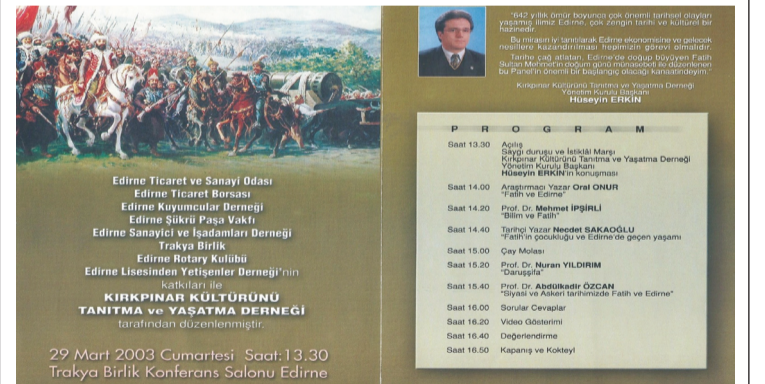 Edirne Ticaret ve Sanayi Odası
Edirne Ticaret Borsası
Edirne Kuyumcular Derneği
Edirne Şükrü Paşa Vakfı
Edirne Sanayici ve İşadamları Derneği
Trakya Birlik
Edirne Rotary Kulübü
Edirne Lisesinden Yetişenler Derneği'nin
katkıları ile
KIRKPINAR KÜLTÜRÜNÜ
TANITMA ve YAŞATMA DERNEĞİ
tarafından düzenlenmiştir.
29 Mart 2003 Cumartesi Saat:13.30
Trakya Birlik Konferans Salonu Edirne
"642 yıllık ömür boyunca çok önemli tarihsel olayları
yaşamış ilimiz Edirne, çok zengin tarihi ve kültürel bir
hazinedir.
Bu mirasın iyi tanıtılarak Edirne ekonomisine ve gelecek
nesillere kazandırılması hepimizin görevi olmalıdır.
Tarihe çağ atlatan, Edirne'de doğup büyüyen Fatih
Sultan Mehmet'in doğum günü münasebeti ile düzenlenen
bu Panel'in önemli bir başlangıç olacağı kanaatindeyim."
Kırkpınar Kültürünü Tanıtma ve Yaşatma Derneği
Yönetim Kurulu Başkanı
Hüseyin ERKİN
PROGRAM
Saat 13.30 Açılış
Saygı duruşu ve İstiklâl Marşı
Kırkpınar Kültürünü Tanıtma ve Yaşatma Derneği
Yönetim Kurulu Başkanı
Hüseyin ERKİN'in konuşması
Saat 14.00 Araştırmacı Yazar Oral ONUR
"Fatih ve Edirne"
Saat 14.20 Prof. Dr. Mehmet İPŞİRLİ
"Bilim ve Fatih"
Saat 14.40 Tarihçi Yazar Necdet SAKAOĞLU
"Fatih'in çocukluğu ve Edirne'de geçen yaşamı
Saat 15.00 Çay Molası
Saat 15.20 Prof. Dr. Nuran YILDIRIM
"Daruşşifa"
Saat 15.40 Prof. Dr. Abdülkadir ÖZCAN
"Siyasi ve Askeri tarihimizde Fatih ve Edirne"
Saat 16.00 Sorular Cevaplar
Saat 16.20 Video Gösterimi
Saat 16.40 Değerlendirme
Saat 16.50 Kapanış ve Kokteyl